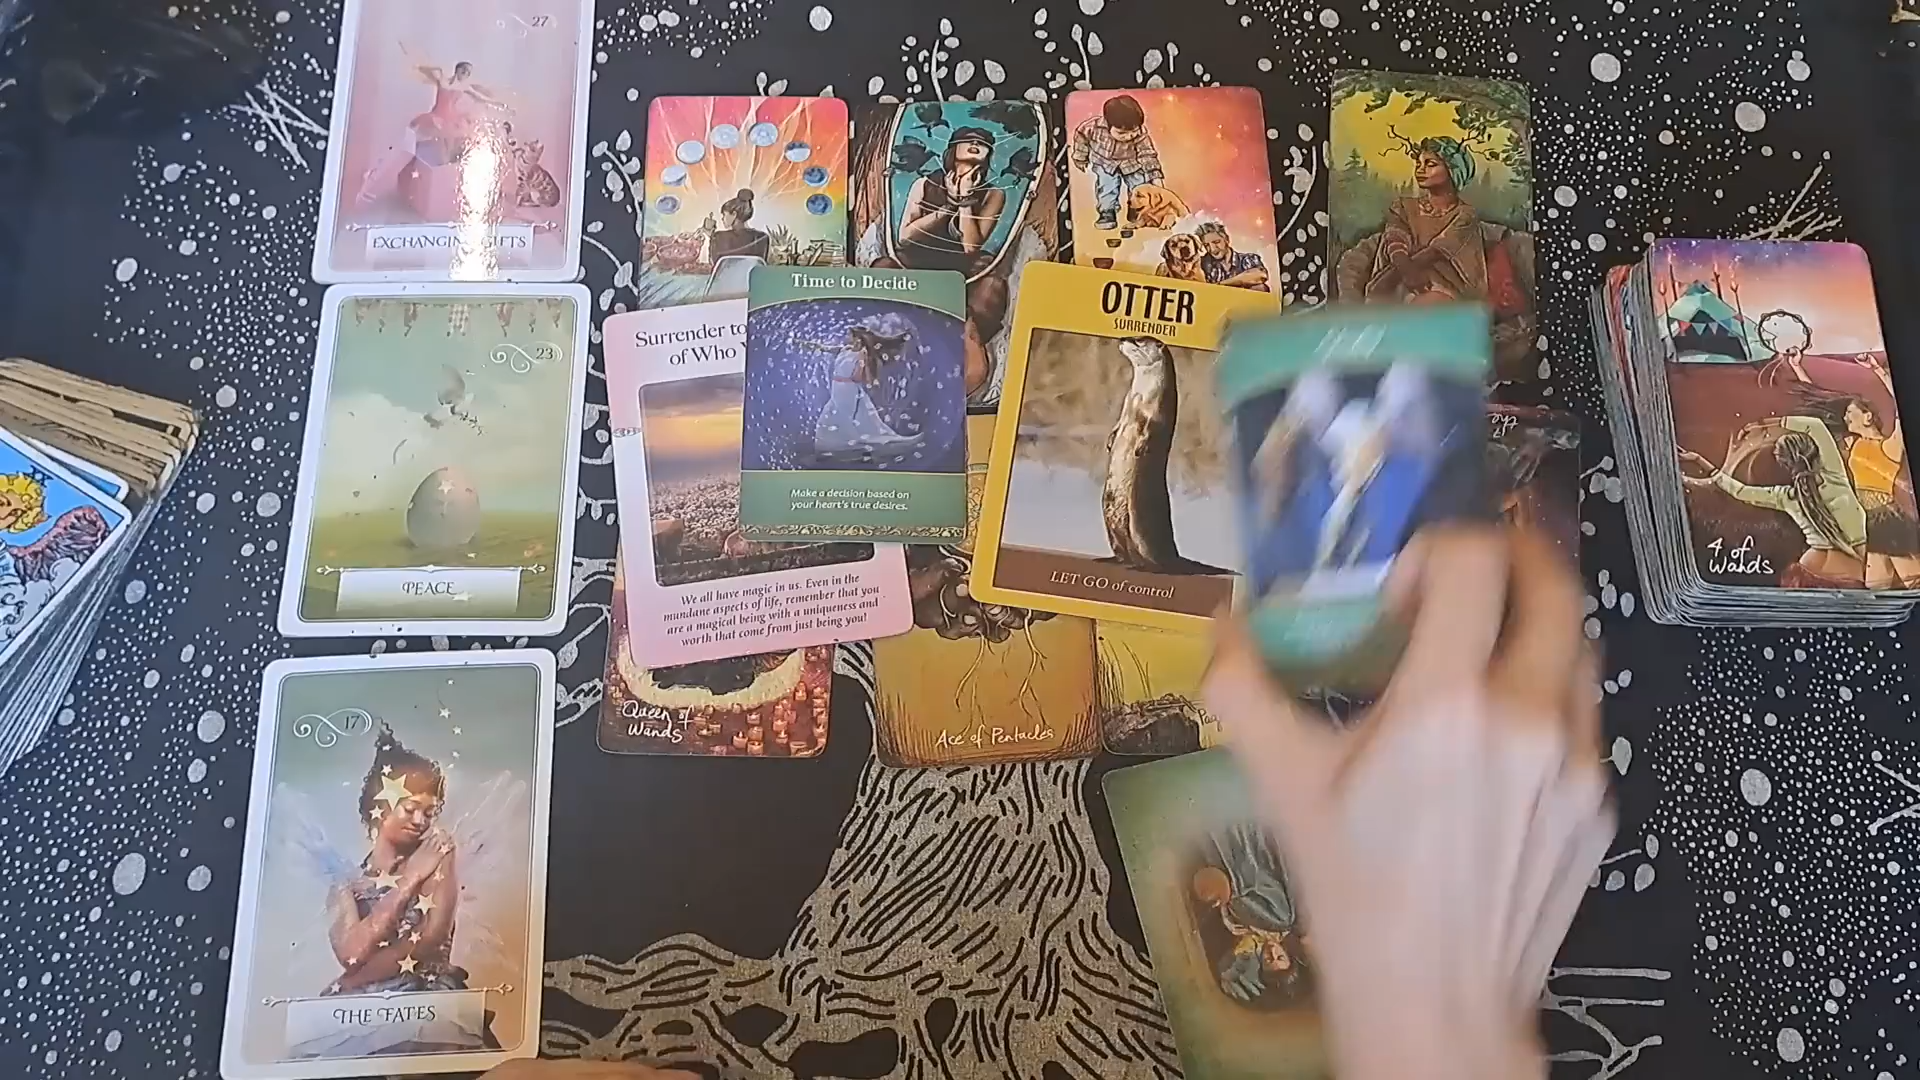 27
EXCHANGING GIFTS
23
PEACE
17
THE FATES
Surrender to
of Who
We all have magic in us. Even in the
mundane aspects of life, remember that you
are a magical being with a uniqueness and
worth that come from just being you!
Time to Decide
Make a decision based on
your heart's true desires.
OTTER
SURRENDER
LET GO of control
Queen of
Wands
Ace of Pentacles
4 of
Wands